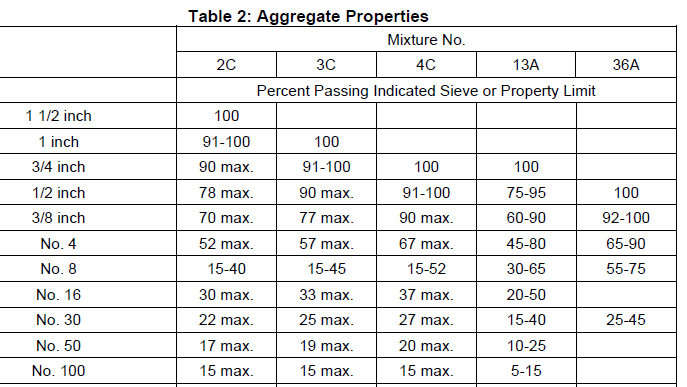 Table 2: Aggregate Properties
Mixture No.
2C 3C 4C 13A 36A
Percent Passing Indicated Sieve or Property Limit
1 1/2 inch 100
1 inch 91-100 100
3/4 inch 90 max. 91-100 100 100
1/2 inch 78 max. 90 max. 91-100 75-95 100
3/8 inch 70 max. 77 max. 90 max. 60-90 92-100
No. 4 52 max. 57 max. 67 max. 45-80 65-90
No. 8 15-40 15-45 15-52 30-65 55-75
No. 16 30 max. 33 max. 37 max. 20-50
No. 30 22 max. 25 max. 27 max. 15-40 25-45
No. 50 17 max. 19 max. 20 max. 10-25
No. 100 15 max. 15 max. 15 max. 5-15